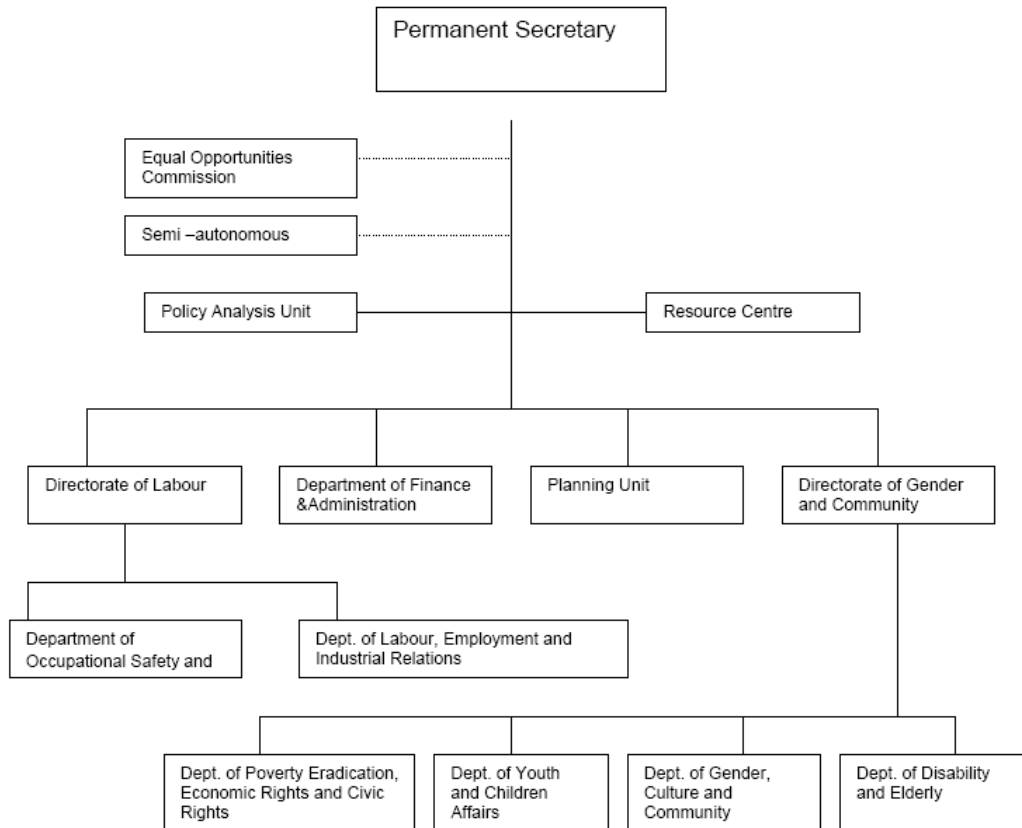 Permanent Secretary
Equal Opportunities
Commission
Semi –autonomous
Policy Analysis Unit
Resource Centre
Directorate of Labour
Department of Finance
&Administration
Planning Unit
Directorate of Gender
and Community
Department of
Occupational Safety and
Dept. of Labour, Employment and
Industrial Relations
Dept. of Poverty Eradication,
Economic Rights and Civic
Rights
Dept. of Youth
and Children
Affairs
Dept. of Gender,
Culture and
Community
Dept. of Disability
and Elderly